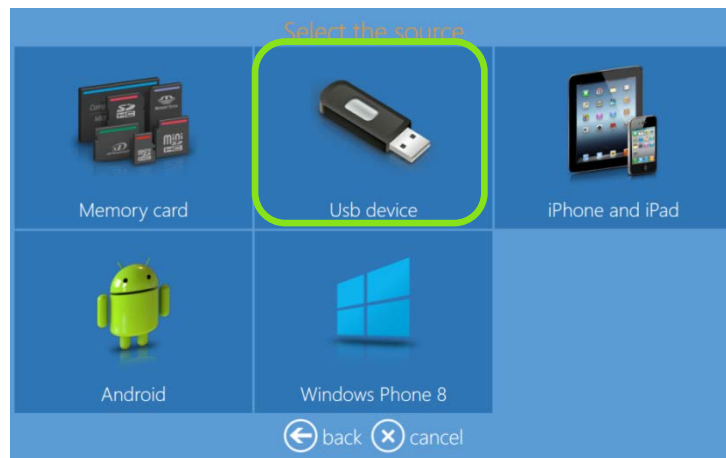 Select the source
Memory card
Usb device
iPhone and iPad
Android
Windows Phone 8
back cancel